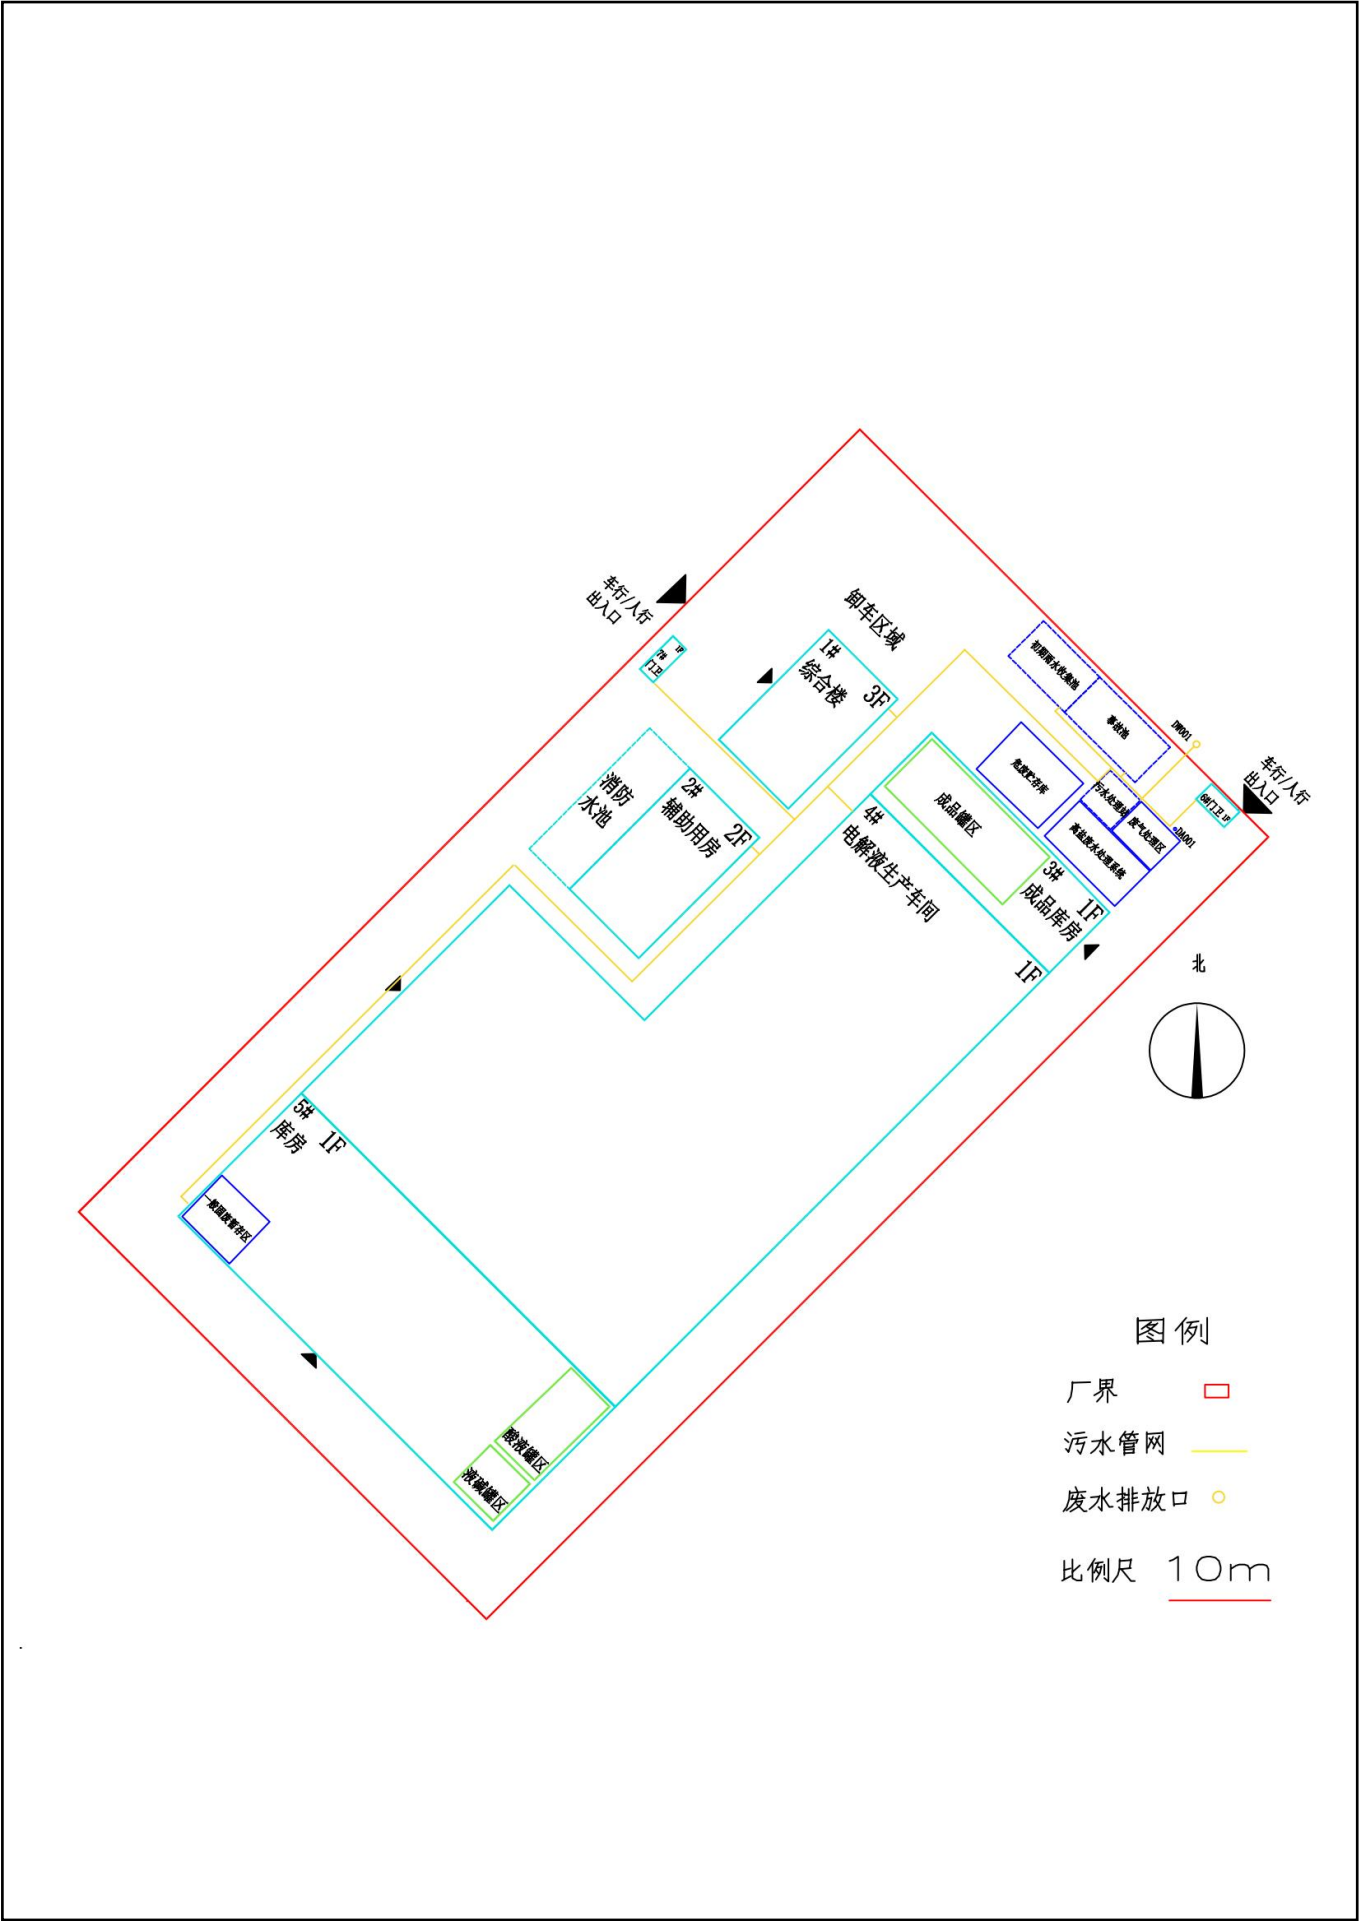 车行/人行
出入口
7#
1F
门卫
卸车区域
1#
综合楼
3F
初期雨水收集池
事故池
DW001
车行/人行
出入口
6#门卫 1F
消防
水池
2#
辅助用房
2F
危废贮存库
污水处理站
废气处理区
DA001
高盐废水处理系统
成品罐区
4#
电解液生产车间
1F
3#
成品库房
1F
北
5#
库房
1F
一般固废暂存区
酸液罐区
液碱罐区
图例
厂界
污水管网
废水排放口
比例尺 10m